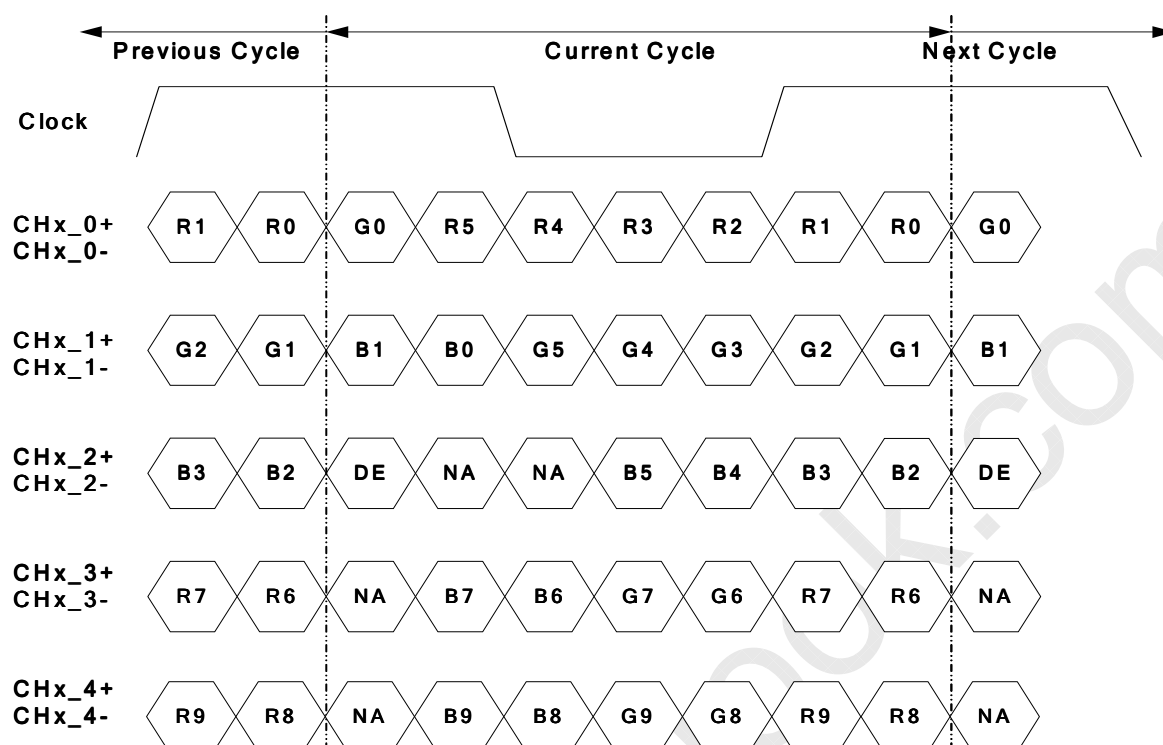 Previous Cycle Current Cycle Next Cycle
Clock
CHx_0+
CHx_0-
R1 R0 G0 R5 R4 R3 R2 R1 R0 G0
CHx_1+
CHx_1-
G2 G1 B1 B0 G5 G4 G3 G2 G1 B1
CHx_2+
CHx_2-
B3 B2 DE NA NA B5 B4 B3 B2 DE
CHx_3+
CHx_3-
R7 R6 NA B7 B6 G7 G6 R7 R6 NA
CHx_4+
CHx_4-
R9 R8 NA B9 B8 G9 G8 R9 R8 NA
ook.com